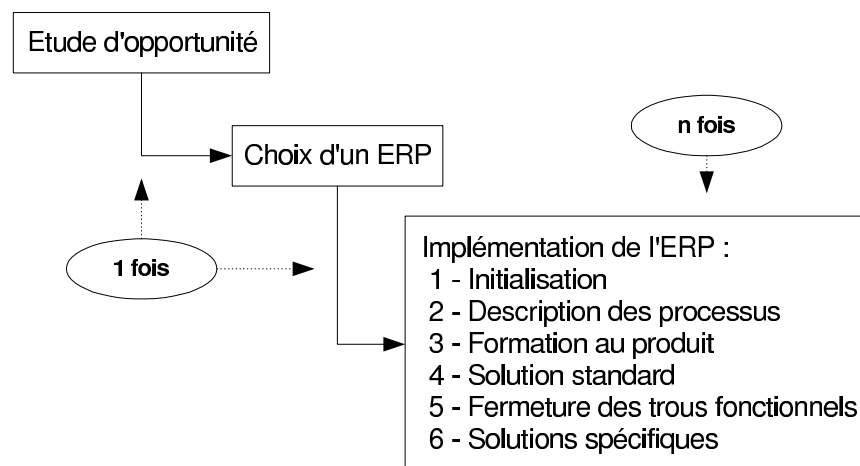 Etude d'opportunité
n fois
Choix d'un ERP
1 fois
Implémentation de l'ERP :
1 - Initialisation
2 - Description des processus
3 - Formation au produit
4 - Solution standard
5 - Fermeture des trous fonctionnels
6 - Solutions spécifiques